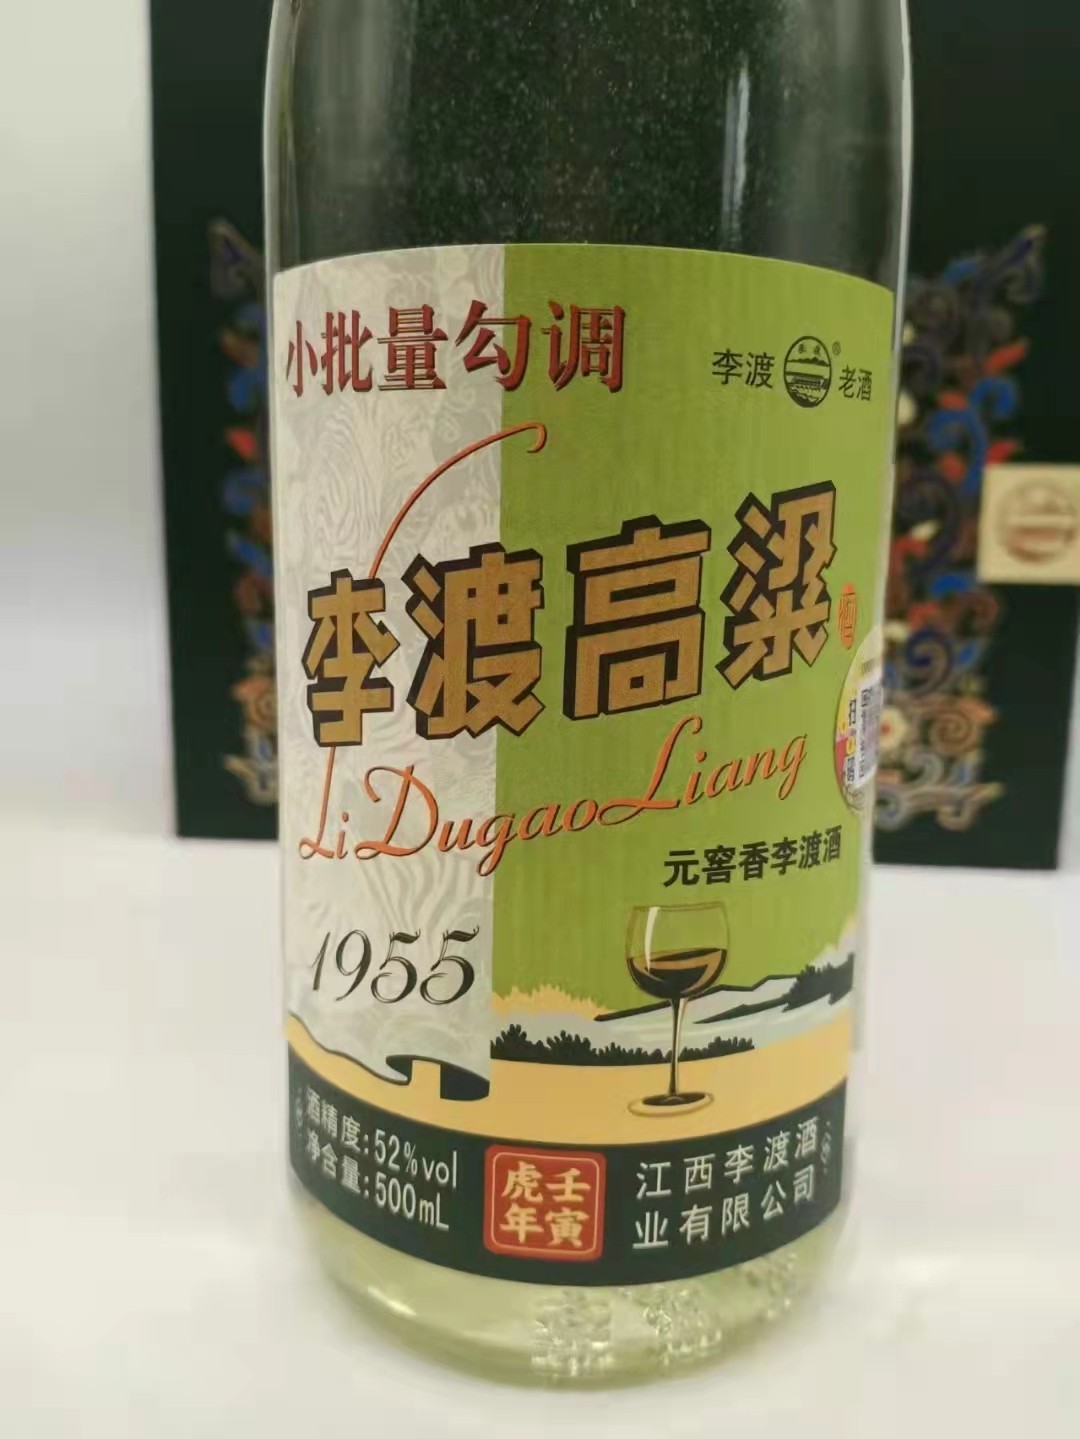 小批量勾调
李渡 ® 老酒
李渡高粱
酒
Li Dugao Liang
元窖香李渡酒
1955
酒精度:52%vol
净含量:500mL
壬寅
虎年
江西李渡酒
业有限公司